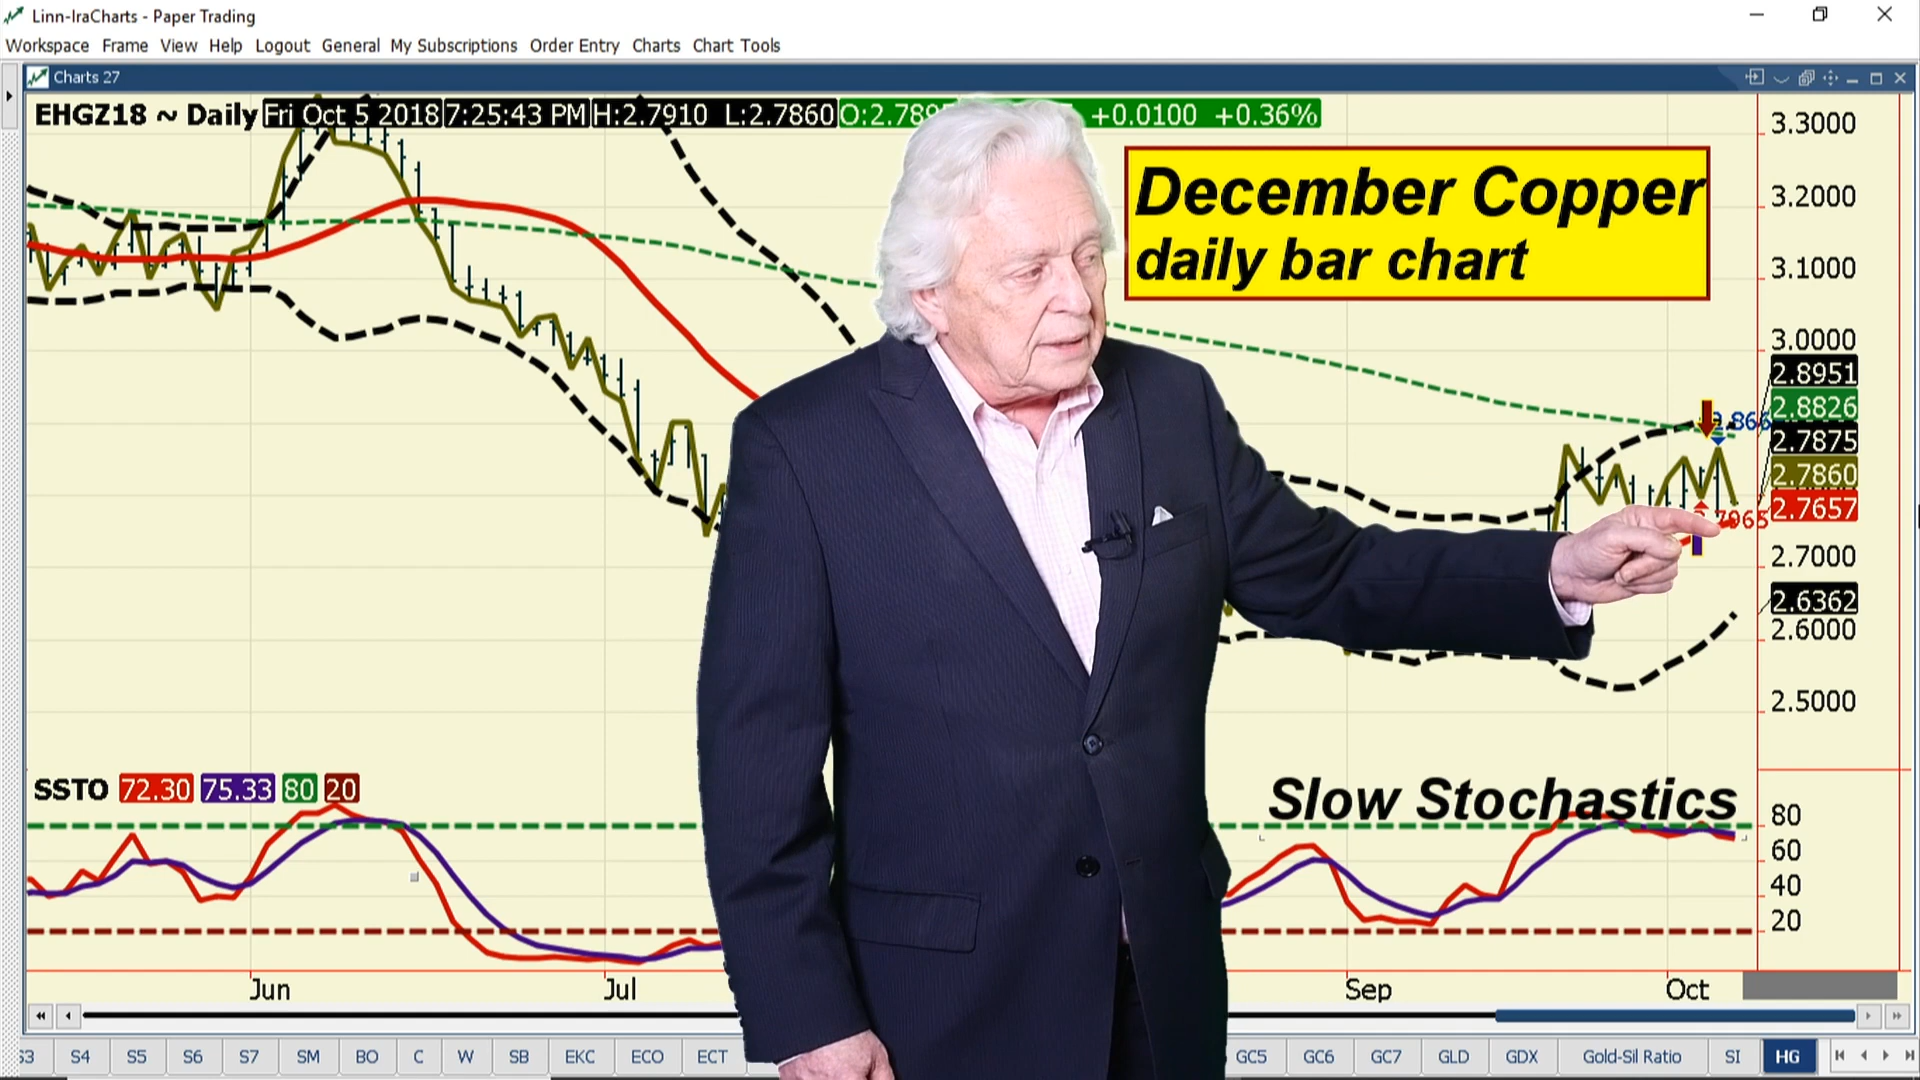 Linn-IraCharts - Paper Trading
Workspace Frame View Help Logout General My Subscriptions Order Entry Charts Chart Tools
Charts 27
EHGZ18 ~ Daily Fri Oct 5 2018 7:25:43 PM H:2.7910 L:2.7860 O:2.789 +0.0100 +0.36%
December Copper
daily bar chart
3.3000
3.2000
3.1000
3.0000
2.8951
2.8826
2.7875
2.7860
2.7657
2.7000
2.6362
2.6000
2.5000
SSTO 72.30 75.33 80 20
Slow Stochastics
80
60
40
20
Jun Jul Sep Oct
S3 S4 S5 S6 S7 SM BO C W SB EKC ECO ECT GC5 GC6 GC7 GLD GDX Gold-Sil Ratio SI HG